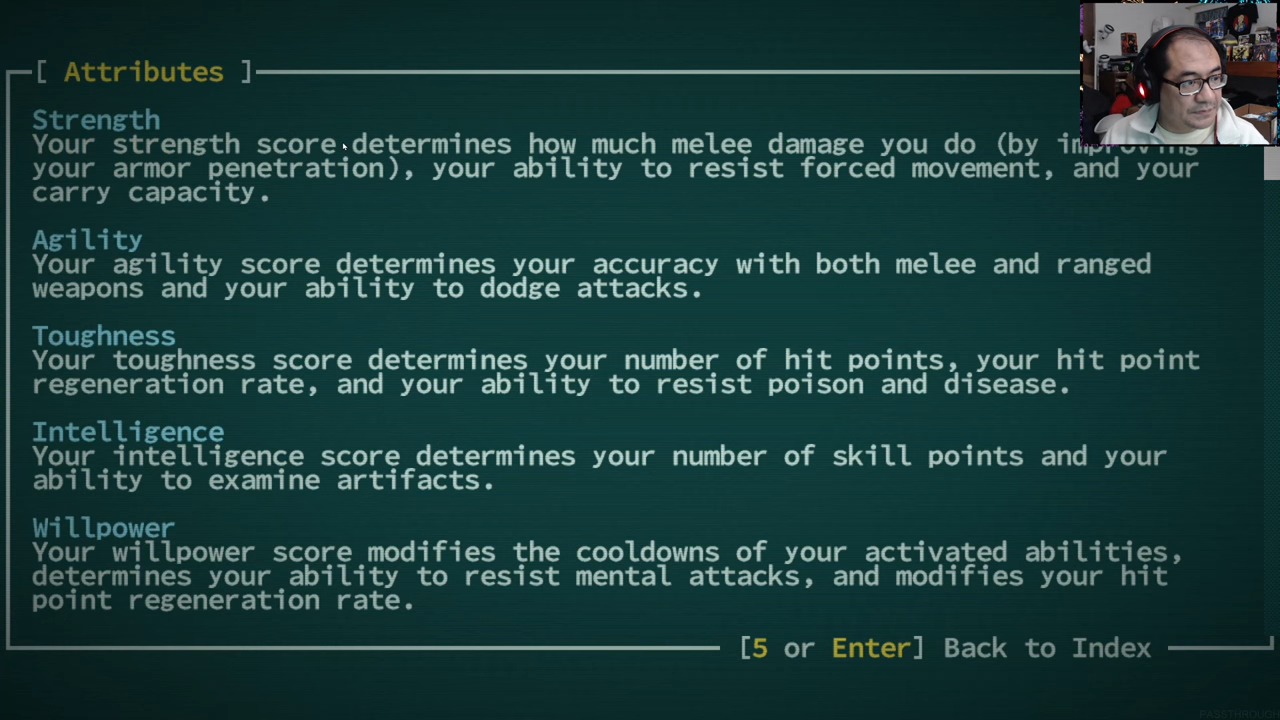 [ Attributes ]
Strength
Your strength score determines how much melee damage you do (by improving
your armor penetration), your ability to resist forced movement, and your
carry capacity.
Agility
Your agility score determines your accuracy with both melee and ranged
weapons and your ability to dodge attacks.
Toughness
Your toughness score determines your number of hit points, your hit point
regeneration rate, and your ability to resist poison and disease.
Intelligence
Your intelligence score determines your number of skill points and your
ability to examine artifacts.
Willpower
Your willpower score modifies the cooldowns of your activated abilities,
determines your ability to resist mental attacks, and modifies your hit
point regeneration rate.
[5 or Enter] Back to Index